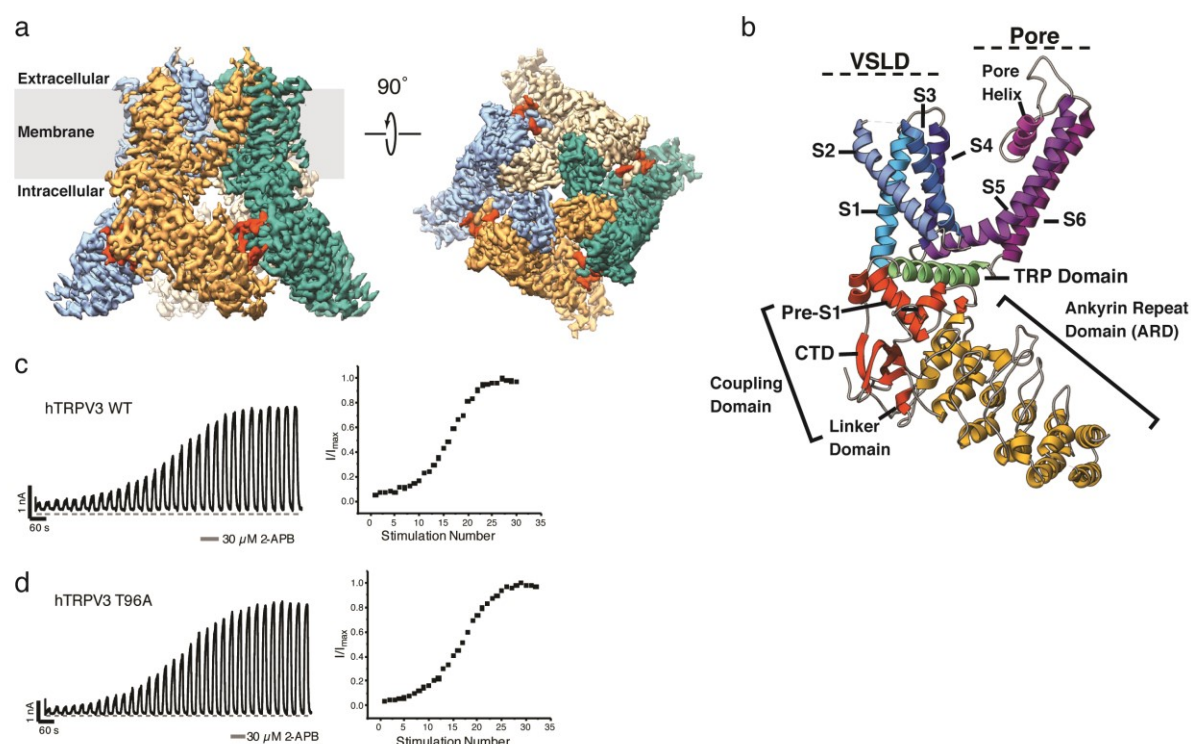 a
Extracellular
Membrane
Intracellular
90°
b
VSLD
Pore
Pore
Helix
S3
S2
S4
S1
S5
S6
TRP Domain
Pre-S1
Ankyrin Repeat
Domain (ARD)
CTD
Coupling
Domain
Linker
Domain
c
hTRPV3 WT
1 nA
60 s
30 µM 2-APB
I/Imax
1.0
0.8
0.6
0.4
0.2
0.0
0 5 10 15 20 25 30 35
Stimulation Number
d
hTRPV3 T96A
1 nA
60 s
30 µM 2-APB
I/Imax
1.0
0.8
0.6
0.4
0.2
0.0
0 5 10 15 20 25 30 35
Stimulation Number